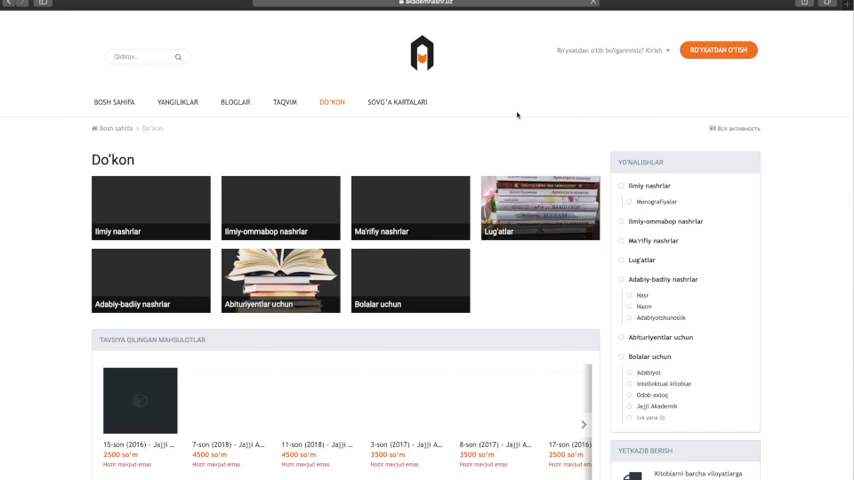 akademnashr.uz
Qidiruv...
Ro'yxatdan o'tib bo'lganmisiz? Kirish
RO'YXATDAN O'TISH
BOSH SAHIFA YANGILIKLAR BLOGLAR TAQVIM DO'KON SOVG'A KARTALARI
Bosh sahifa > Do'kon
Вся активность
Do'kon
Ilmiy nashrlar
Ilmiy-ommabop nashrlar
Ma'rifiy nashrlar
Lug'atlar
Adabiy-badiiy nashrlar
Abituriyentlar uchun
Bolalar uchun
TAVSIYA QILINGAN MAHSULOTLAR
15-son (2016) - Jajji ...
2500 so'm
Hozir mavjud emas
7-son (2018) - Jajji A...
4500 so'm
Hozir mavjud emas
11-son (2018) - Jajji ...
4500 so'm
Hozir mavjud emas
3-son (2017) - Jajji A...
3500 so'm
Hozir mavjud emas
8-son (2017) - Jajji A...
3500 so'm
Hozir mavjud emas
17-son (2016)
2500 so'm
Hozir mavjud emas
YO'NALISHLAR
Ilmiy nashrlar
Monografiyalar
Ilmiy-ommabop nashrlar
Ma'rifiy nashrlar
Lug'atlar
Adabiy-badiiy nashrlar
Nasr
Nazm
Adabiyotshunoslik
Abituriyentlar uchun
Bolalar uchun
Adabiyot
Intellektual kitoblar
Odob-axloq
Jajji Akademik
(va yana 0)
YETKAZIB BERISH
Kitoblarni barcha viloyatlarga